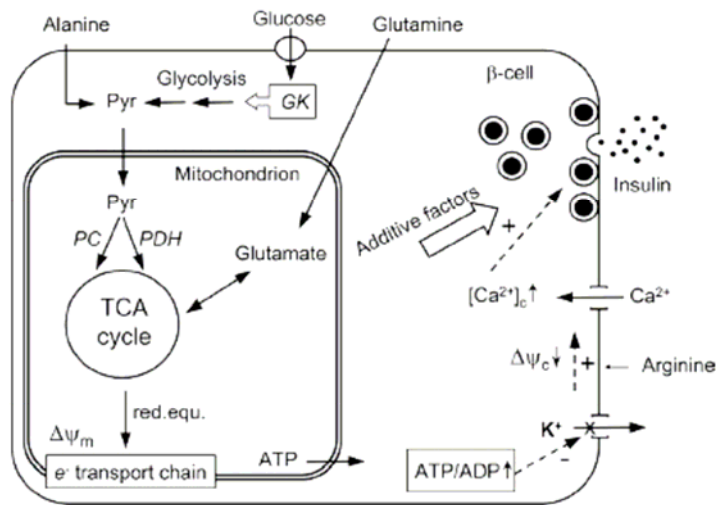 Alanine
Glucose
Glutamine
Glycolysis
GK
Pyr
β-cell
Mitochondrion
Insulin
Pyr
Additive factors
+
PC
PDH
Glutamate
TCA
cycle
[Ca²⁺]c↑
Ca²⁺
Δψc↓
+
Arginine
red.equ.
Δψm
K⁺
x
ATP
e⁻ transport chain
ATP/ADP↑
-